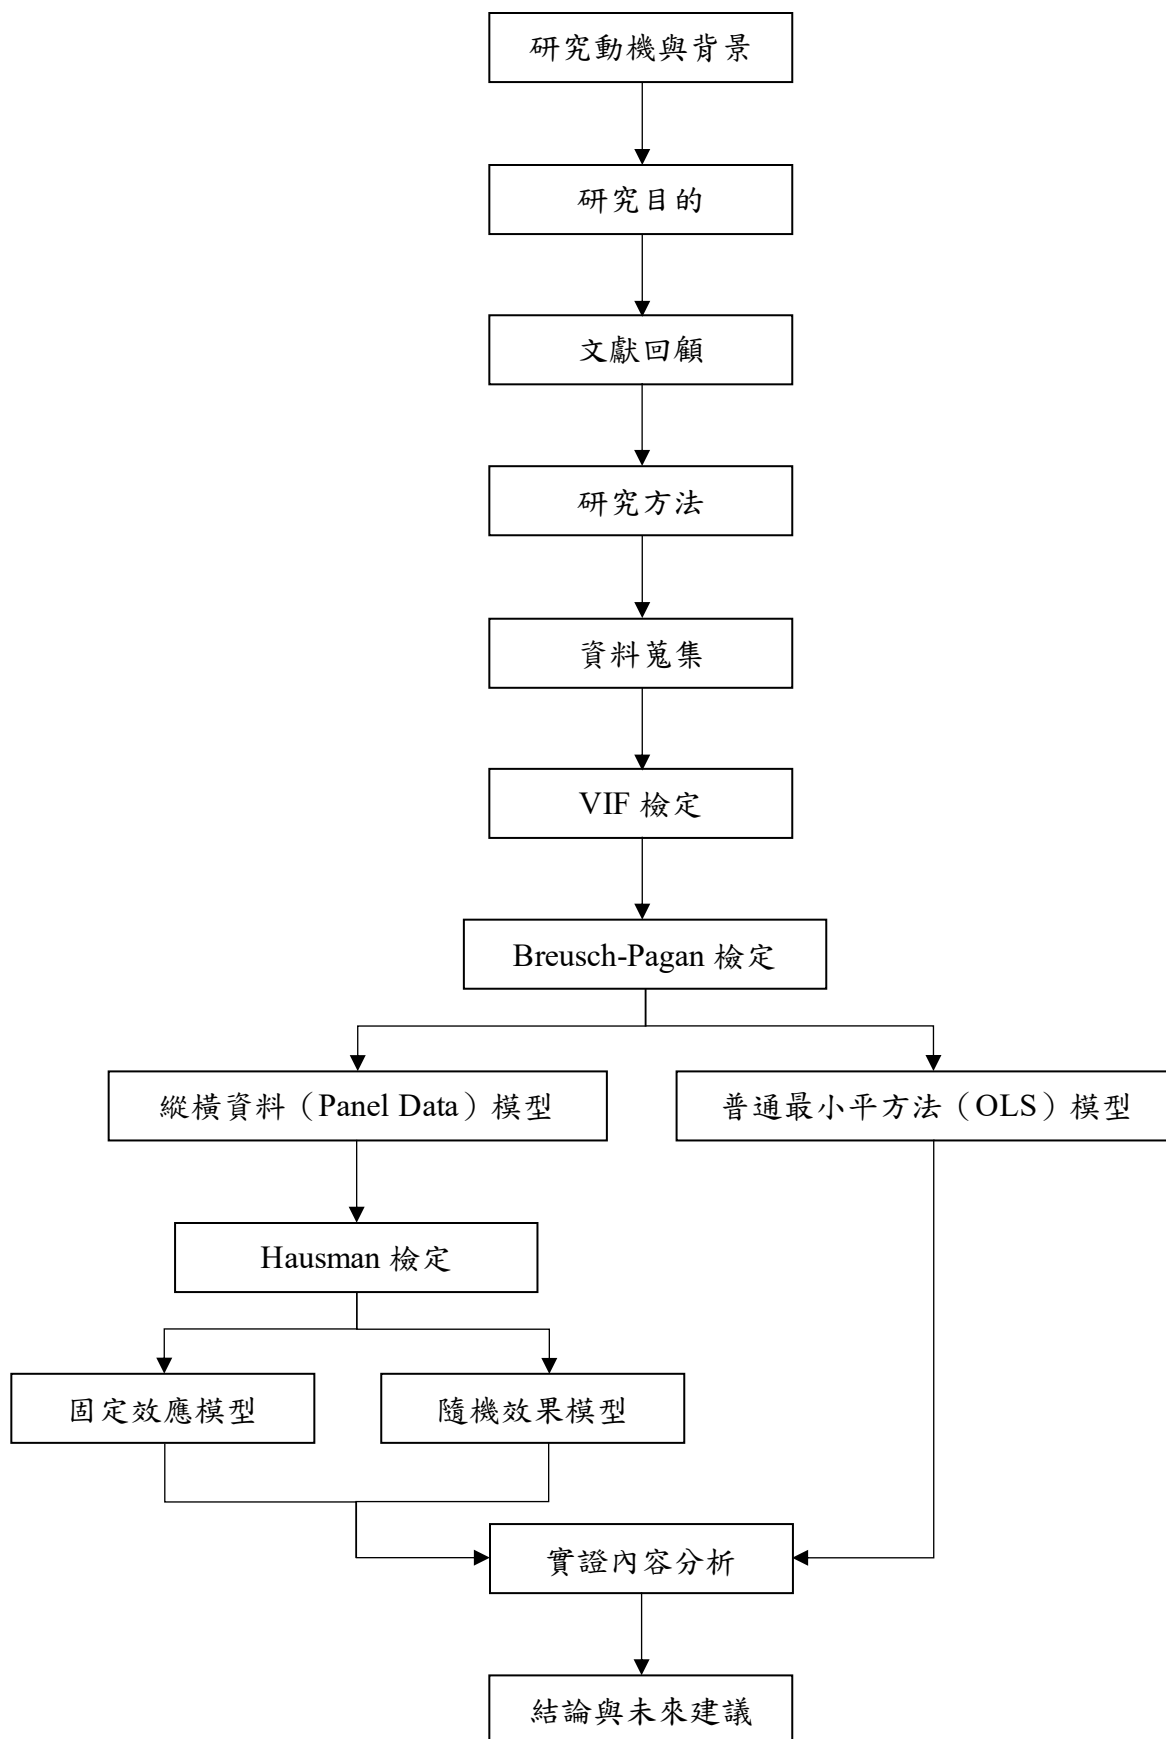 研究動機與背景
研究目的
文獻回顧
研究方法
資料蒐集
VIF 檢定
Breusch-Pagan 檢定
縱橫資料（Panel Data）模型
普通最小平方法（OLS）模型
Hausman 檢定
固定效應模型
隨機效果模型
實證內容分析
結論與未來建議